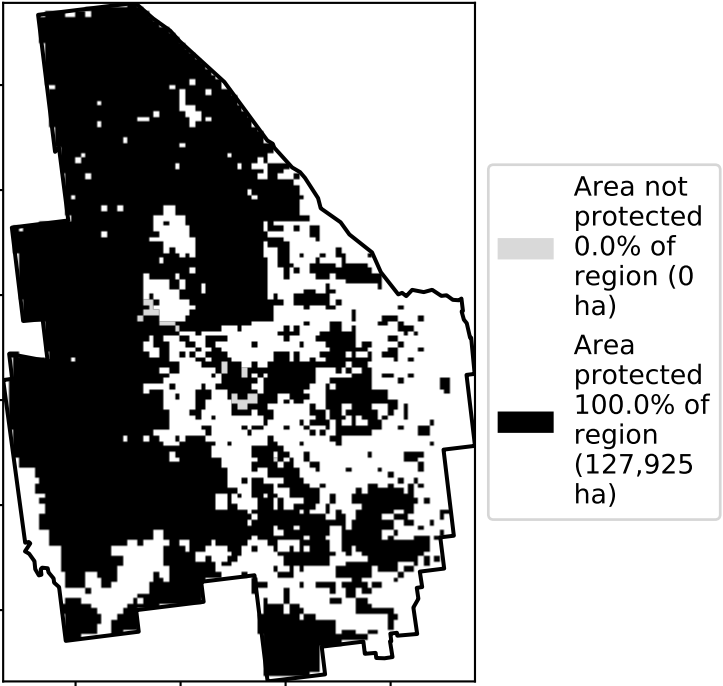 Area not
protected
0.0% of
region (0
ha)
Area
protected
100.0% of
region
(127,925
ha)